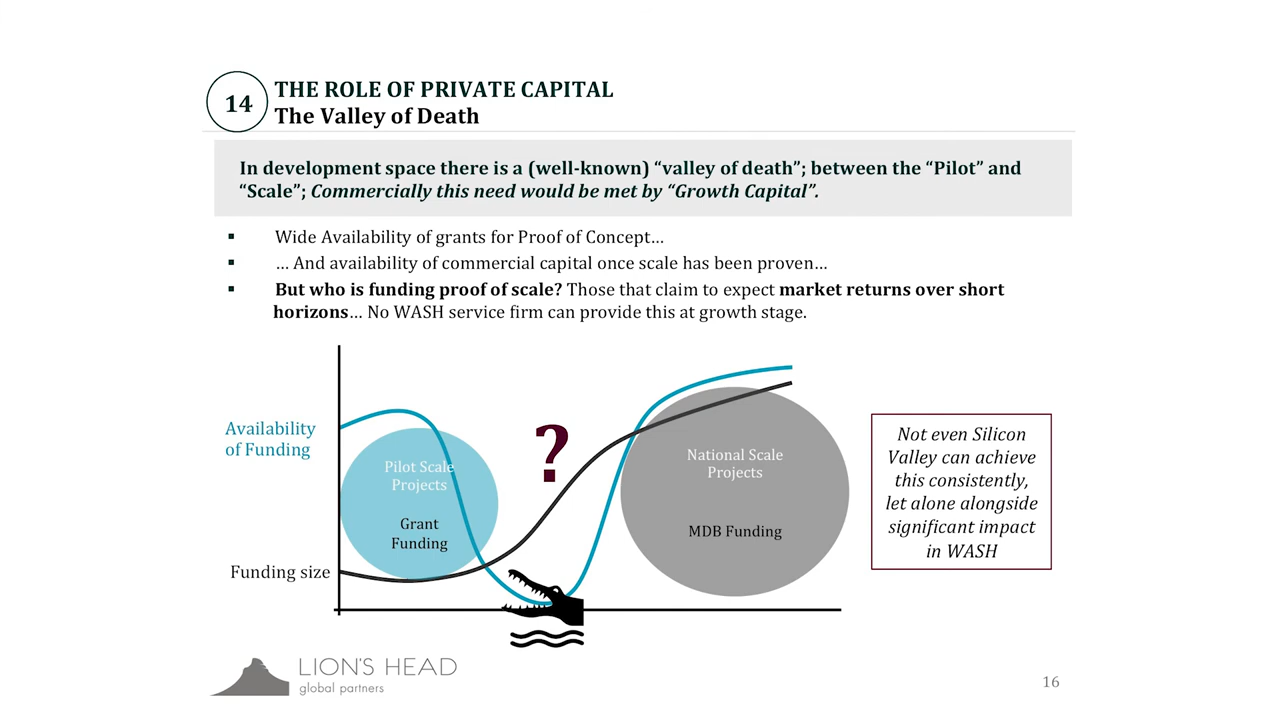 14
THE ROLE OF PRIVATE CAPITAL
The Valley of Death
In development space there is a (well-known) “valley of death”; between the “Pilot” and
“Scale”; Commercially this need would be met by “Growth Capital”.
▪ Wide Availability of grants for Proof of Concept…
▪ … And availability of commercial capital once scale has been proven…
▪ But who is funding proof of scale? Those that claim to expect market returns over short
horizons… No WASH service firm can provide this at growth stage.
Availability
of Funding
Funding size
Pilot Scale
Projects
Grant
Funding
?
National Scale
Projects
MDB Funding
Not even Silicon
Valley can achieve
this consistently,
let alone alongside
significant impact
in WASH
LION'S HEAD
global partners
16